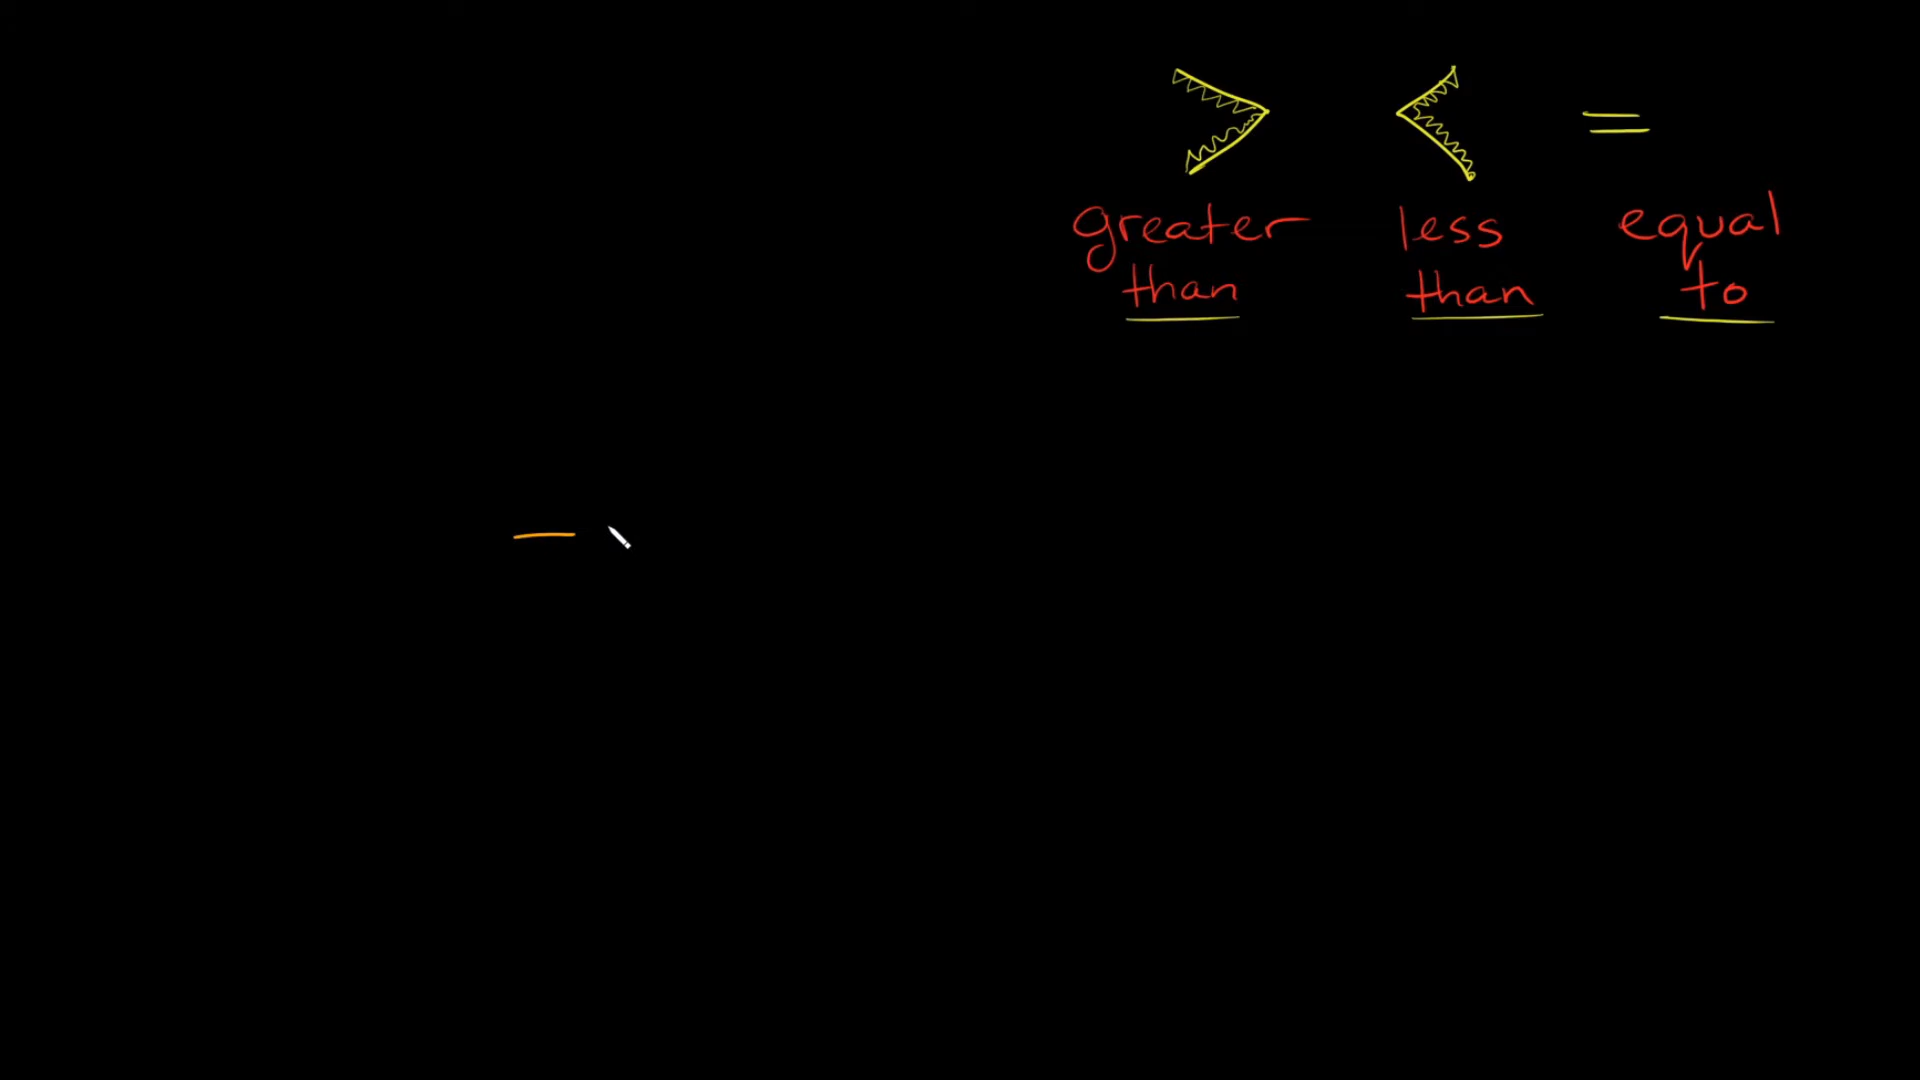 > < =
greater less equal
than than to
—